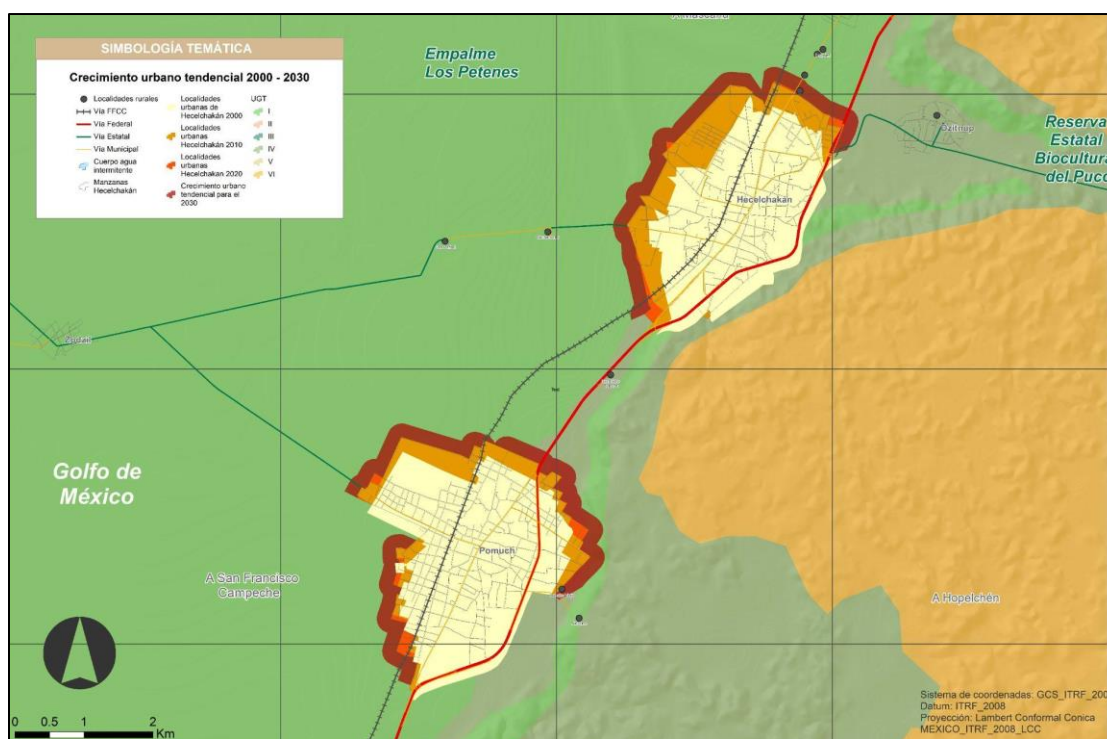 SIMBOLOGÍA TEMÁTICA
Crecimiento urbano tendencial 2000 - 2030
Localidades rurales
Vía FFCC
Vía Federal
Vía Estatal
Vía Municipal
Cuerpo agua
intermitente
Manzanas
Hecelchakán
Localidades
urbanas de
Hecelchakán 2000
Localidades
urbanas
Hecelchakán 2010
Localidades
urbanas
Hecelchakan 2020
Crecimiento urbano
tendencial para el
2030
UGT
I
II
III
IV
V
VI
Empalme
Los Petenes
Dzitnup
Reserva
Estatal
Biocultura
del Puuc
Hecelchakán
Golfo de
México
Pomuch
A San Francisco
Campeche
A Hopelchén
0 0.5 1 2
Km
Sistema de coordenadas: GCS_ITRF_200
Datum: ITRF_2008
Proyección: Lambert Conformal Conica
MEXICO_ITRF_2008_LCC